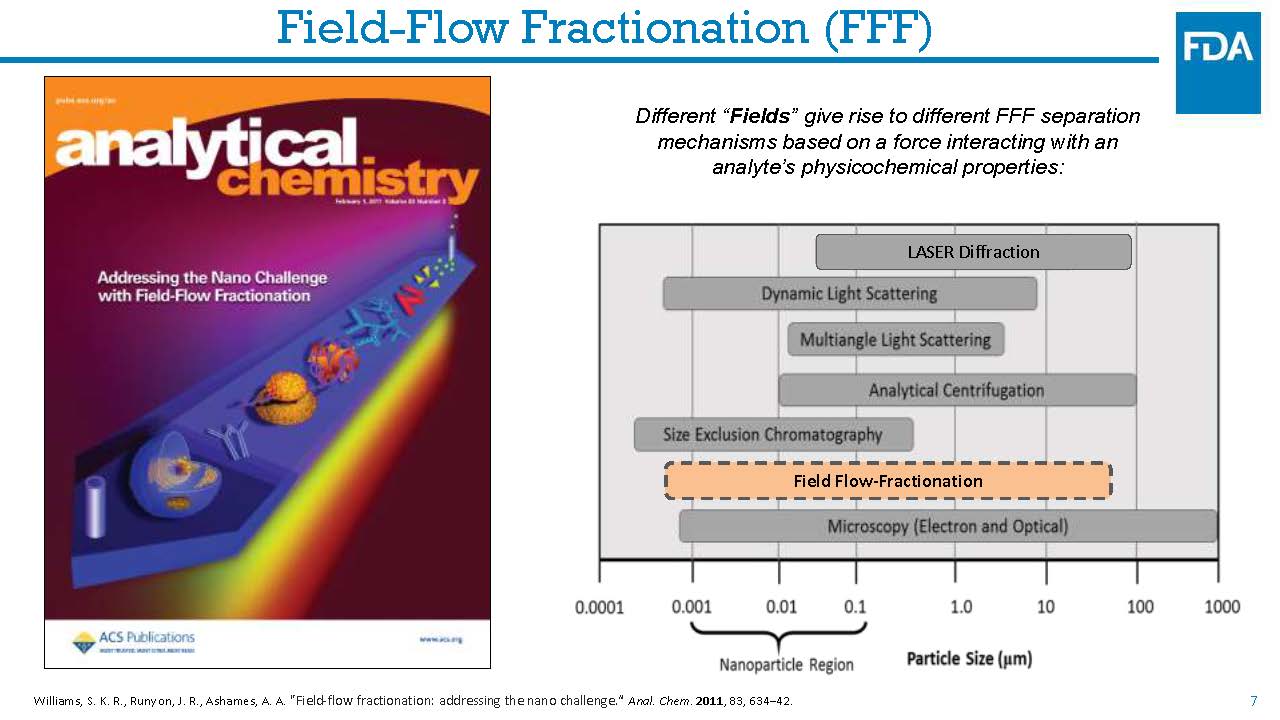 Field-Flow Fractionation (FFF)
FDA
pubs.acs.org/ac
analytical
chemistry
February 1, 2011 Volume 83 Number 3
Addressing the Nano Challenge
with Field-Flow Fractionation
ACS Publications
www.acs.org
Different “Fields” give rise to different FFF separation
mechanisms based on a force interacting with an
analyte’s physicochemical properties:
LASER Diffraction
Dynamic Light Scattering
Multiangle Light Scattering
Analytical Centrifugation
Size Exclusion Chromatography
Field Flow-Fractionation
Microscopy (Electron and Optical)
0.0001 0.001 0.01 0.1 1.0 10 100 1000
Nanoparticle Region
Particle Size (µm)
Williams, S. K. R., Runyon, J. R., Ashames, A. A. "Field-flow fractionation: addressing the nano challenge." Anal. Chem. 2011, 83, 634–42.
7